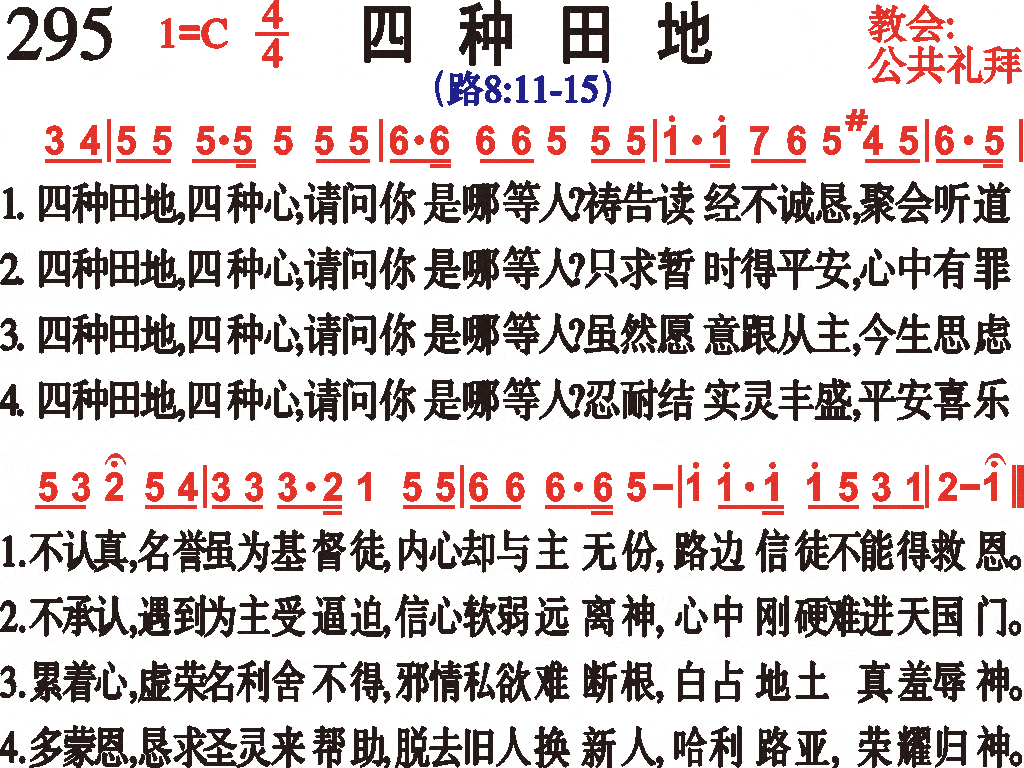 295 1=C 4/4 四种田地 教会:
(路8:11-15) 公共礼拜
3 4|5 5 5·5 5 5 5|6·6 6 6 5 5 5|i·i 7 6 5 #4 5|6·5|
1. 四种田地,四种心,请问你是哪等人?祷告读经不诚恳,聚会听道
2. 四种田地,四种心,请问你是哪等人?只求暂时得平安,心中有罪
3. 四种田地,四种心,请问你是哪等人?虽然愿意跟从主,今生思虑
4. 四种田地,四种心,请问你是哪等人?忍耐结实灵丰盛,平安喜乐
5 3 2 5 4|3 3 3·2 1 5 5|6 6 6·6 5–|i i·i i 5 3 1|2–i
1.不认真,名誉虽为基督徒,内心却与主无份,路边信徒不能得救恩。
2.不承认,遇到为主受逼迫,信心软弱远离神,心中刚硬难进天国门。
3.累着心,虚荣名利舍不得,邪情私欲难断根,白占地土真羞辱神。
4.多蒙恩,恳求圣灵来帮助,脱去旧人换新人,哈利路亚,荣耀归神。